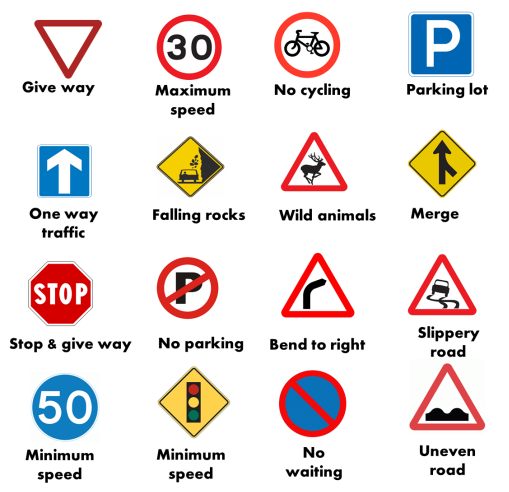 30
P
Give way
Maximum
speed
No cycling
Parking lot
One way
traffic
Falling rocks
Wild animals
Merge
STOP
P
Stop & give way
No parking
Bend to right
Slippery
road
50
Minimum
speed
Minimum
speed
No
waiting
Uneven
road